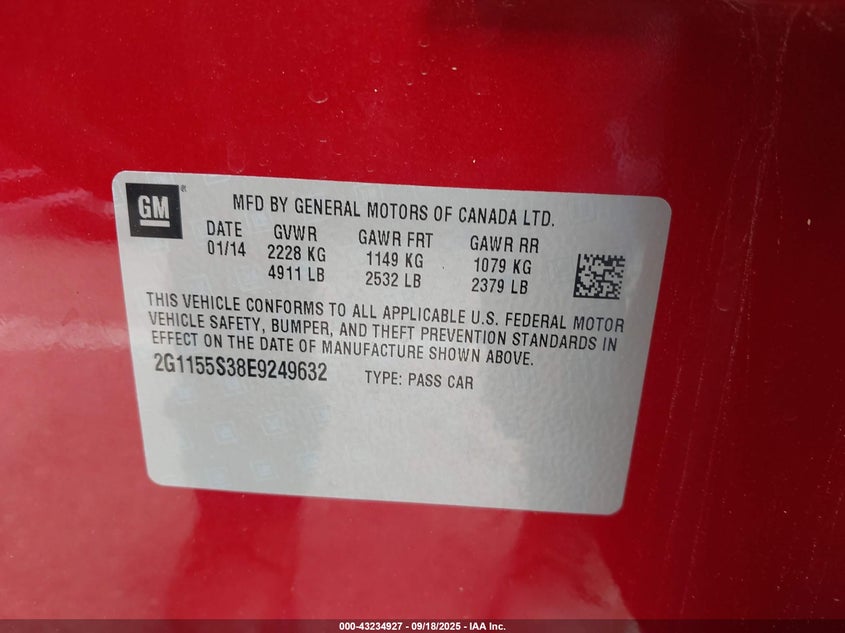 GM
MFD BY GENERAL MOTORS OF CANADA LTD.
DATE GVWR GAWR FRT GAWR RR
01/14 2228 KG 1149 KG 1079 KG
4911 LB 2532 LB 2379 LB
THIS VEHICLE CONFORMS TO ALL APPLICABLE U.S. FEDERAL MOTOR
VEHICLE SAFETY, BUMPER, AND THEFT PREVENTION STANDARDS IN
EFFECT ON THE DATE OF MANUFACTURE SHOWN ABOVE.
2G1155S38E9249632 TYPE: PASS CAR
000-43234927 - 09/18/2025 - IAA Inc.